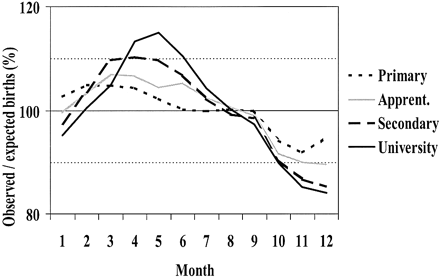 Observed / expected births (%)
120
100
80
1 2 3 4 5 6 7 8 9 10 11 12
Month
Primary
Apprent.
Secondary
University